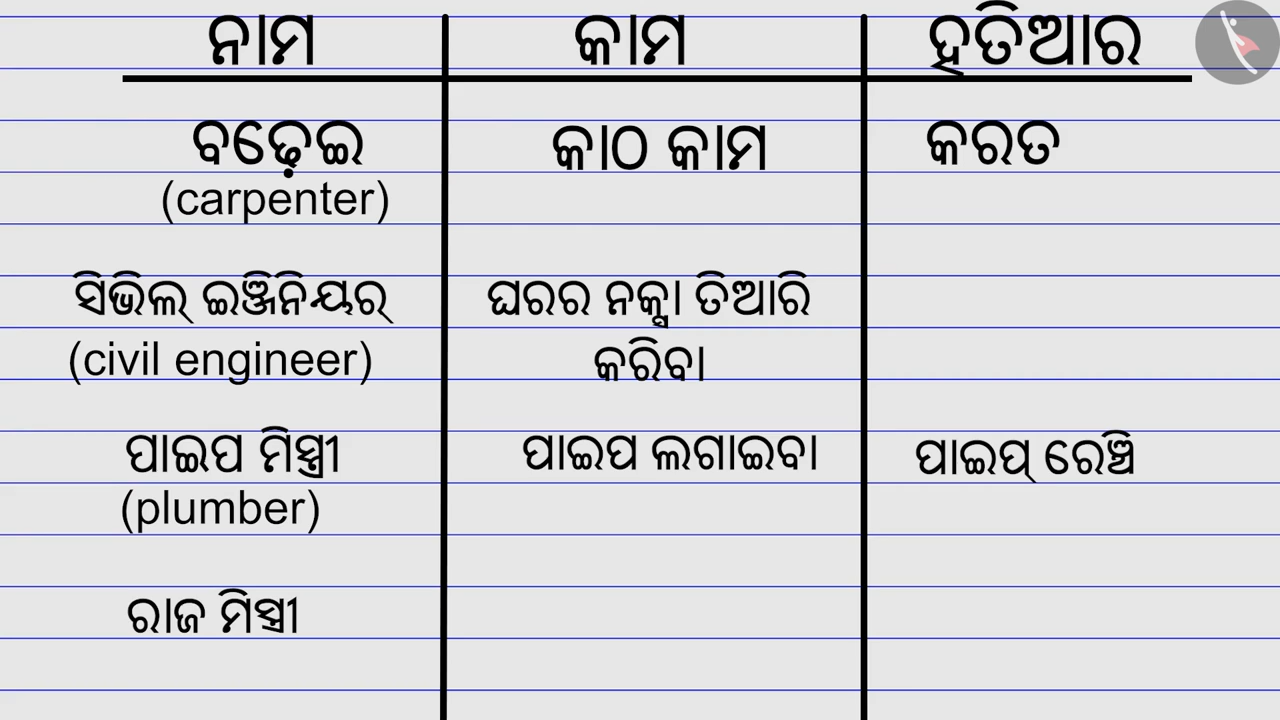 ନାମ କାମ ହତିଆର
ବଢ଼େଇ କାଠ କାମ କରତ
(carpenter)
ସିଭିଲ୍ ଇଞ୍ଜିନିୟର୍ ଘରର ନକ୍ସା ତିଆରି
(civil engineer) କରିବା
ପାଇପ ମିସ୍ତ୍ରୀ ପାଇପ ଲଗାଇବା ପାଇପ୍ ରେଞ୍ଚି
(plumber)
ରାଜ ମିସ୍ତ୍ରୀ